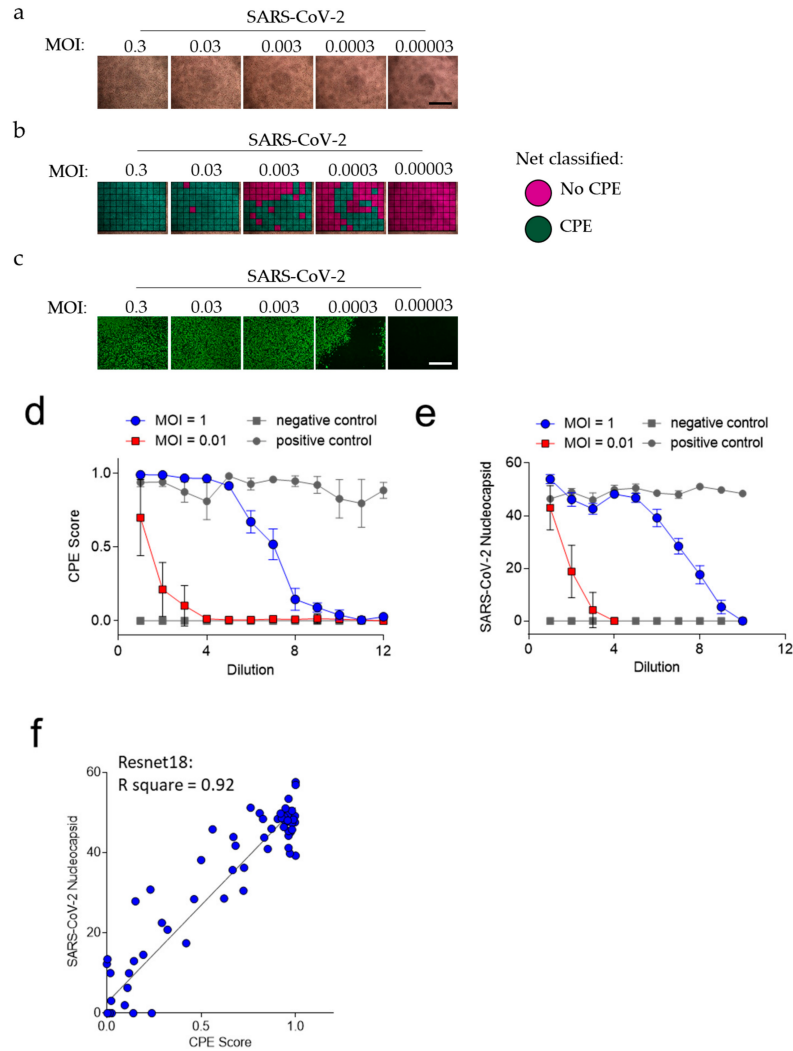 a
SARS-CoV-2
MOI: 0.3 0.03 0.003 0.0003 0.00003
b
SARS-CoV-2
MOI: 0.3 0.03 0.003 0.0003 0.00003
Net classified:
No CPE
CPE
c
SARS-CoV-2
MOI: 0.3 0.03 0.003 0.0003 0.00003
d
MOI = 1 negative control
MOI = 0.01 positive control
1.0
0.5
0.0
CPE Score
0 4 8 12
Dilution
e
MOI = 1 negative control
MOI = 0.01 positive control
60
40
20
0
SARS-CoV-2 Nucleocapsid
0 4 8 12
Dilution
f
Resnet18:
R square = 0.92
60
40
20
0
SARS-CoV-2 Nucleocapsid
0.0 0.5 1.0
CPE Score